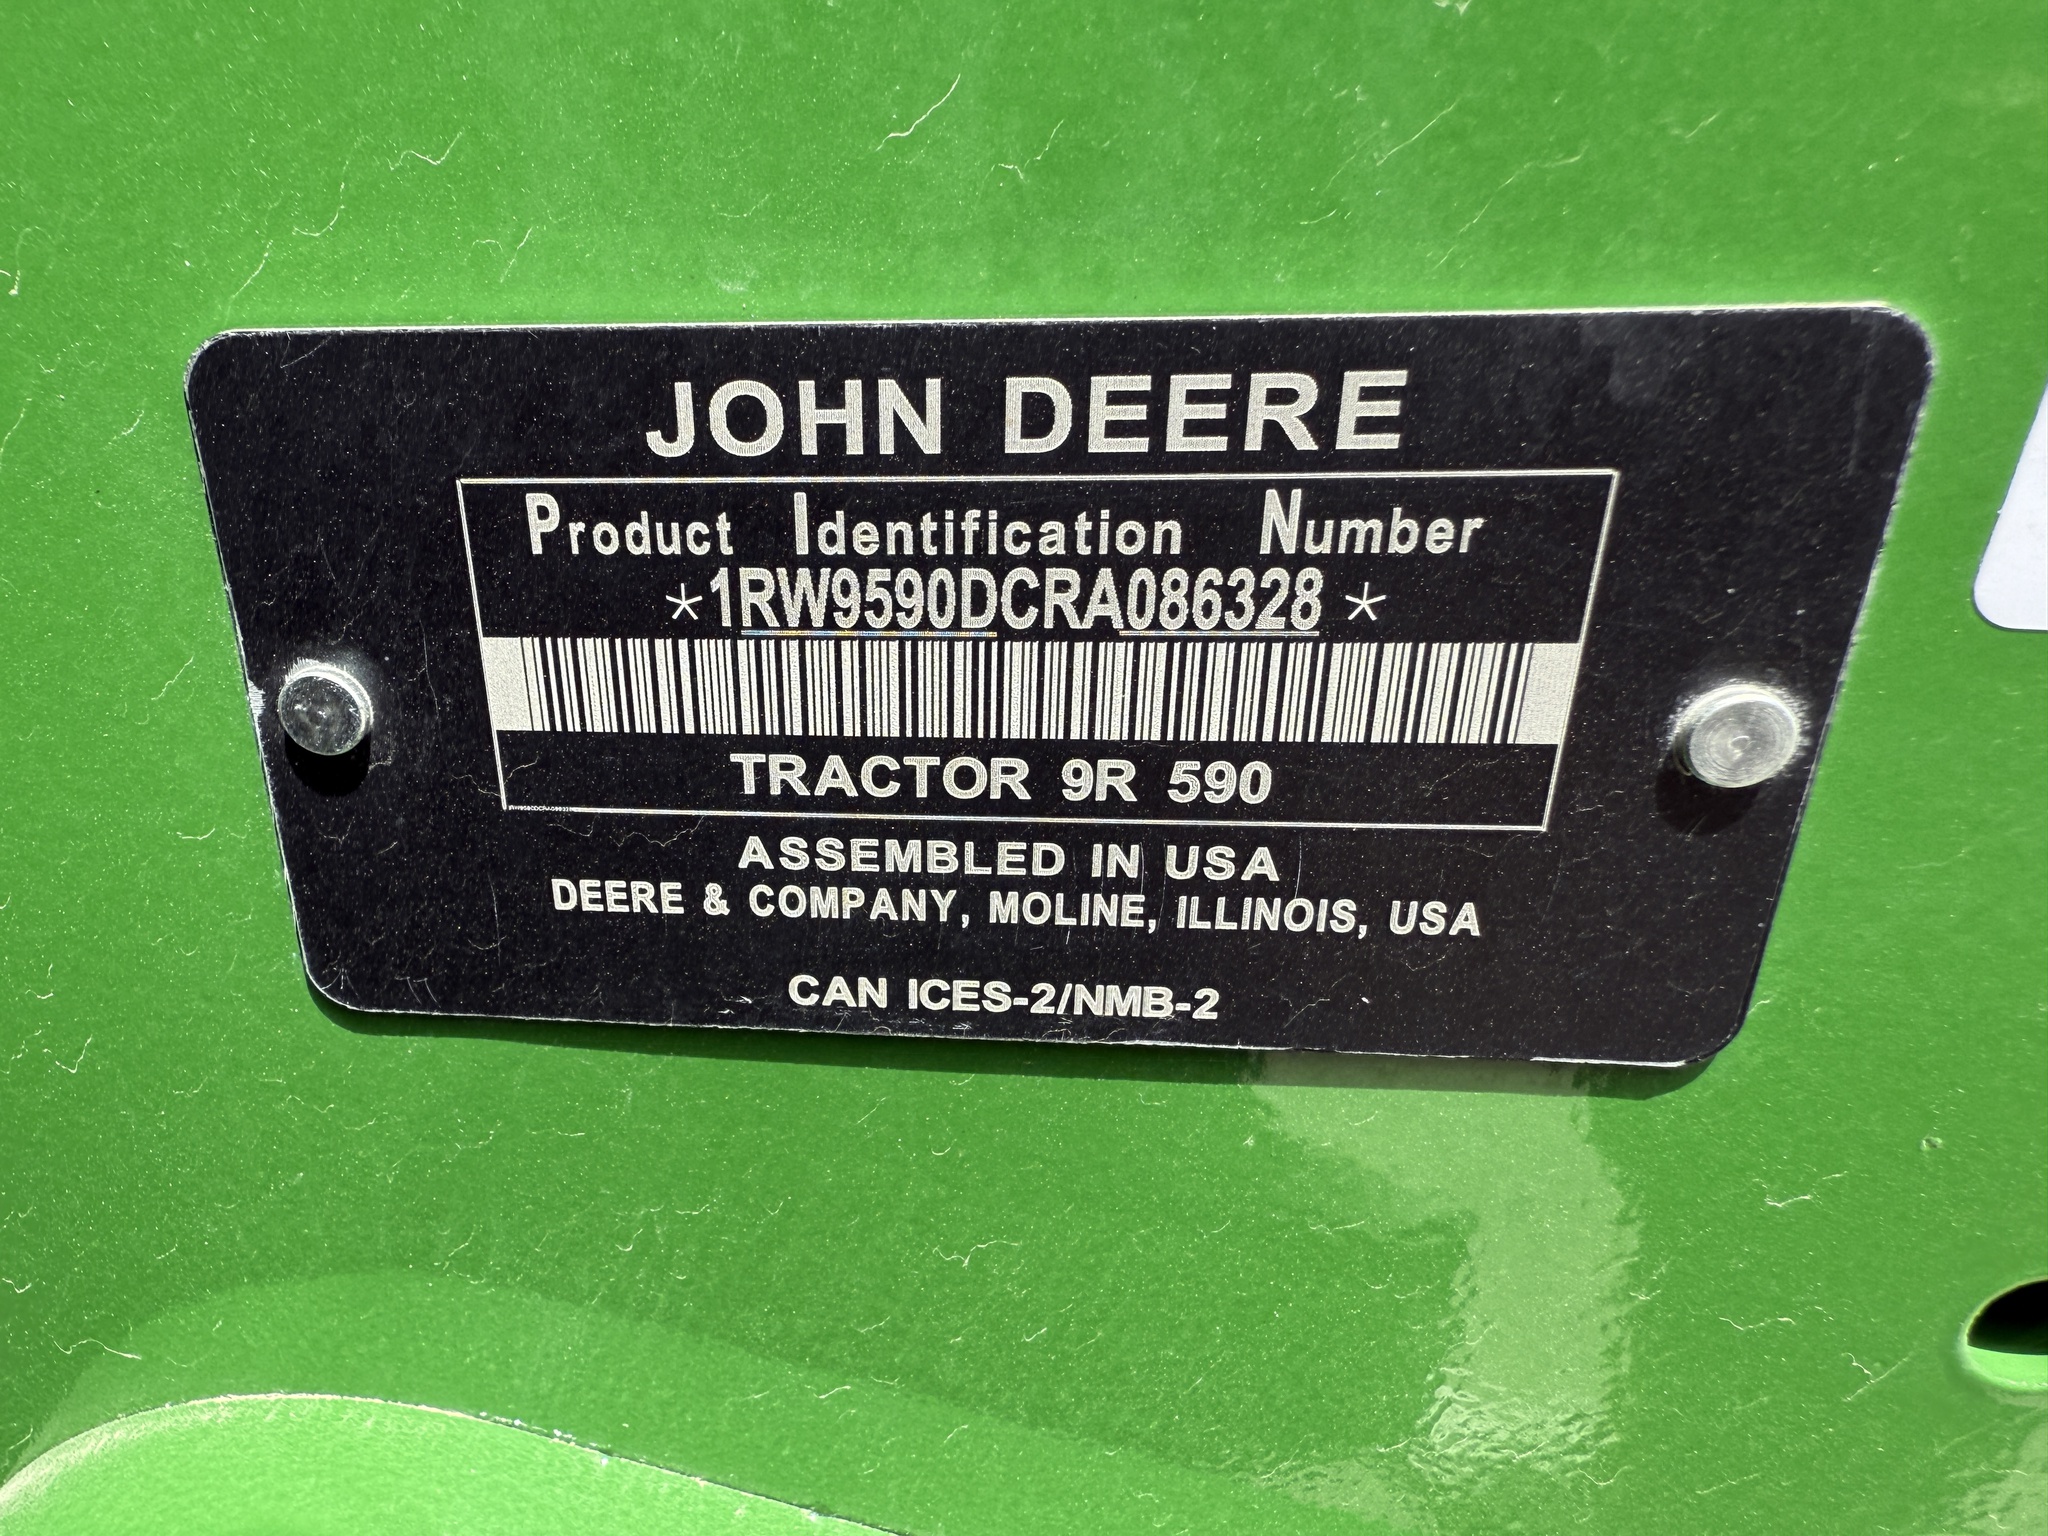 JOHN DEERE
Product Identification Number
*1RW9590DCRA086328*
TRACTOR 9R 590
ASSEMBLED IN USA
DEERE & COMPANY, MOLINE, ILLINOIS, USA
CAN ICES-2/NMB-2